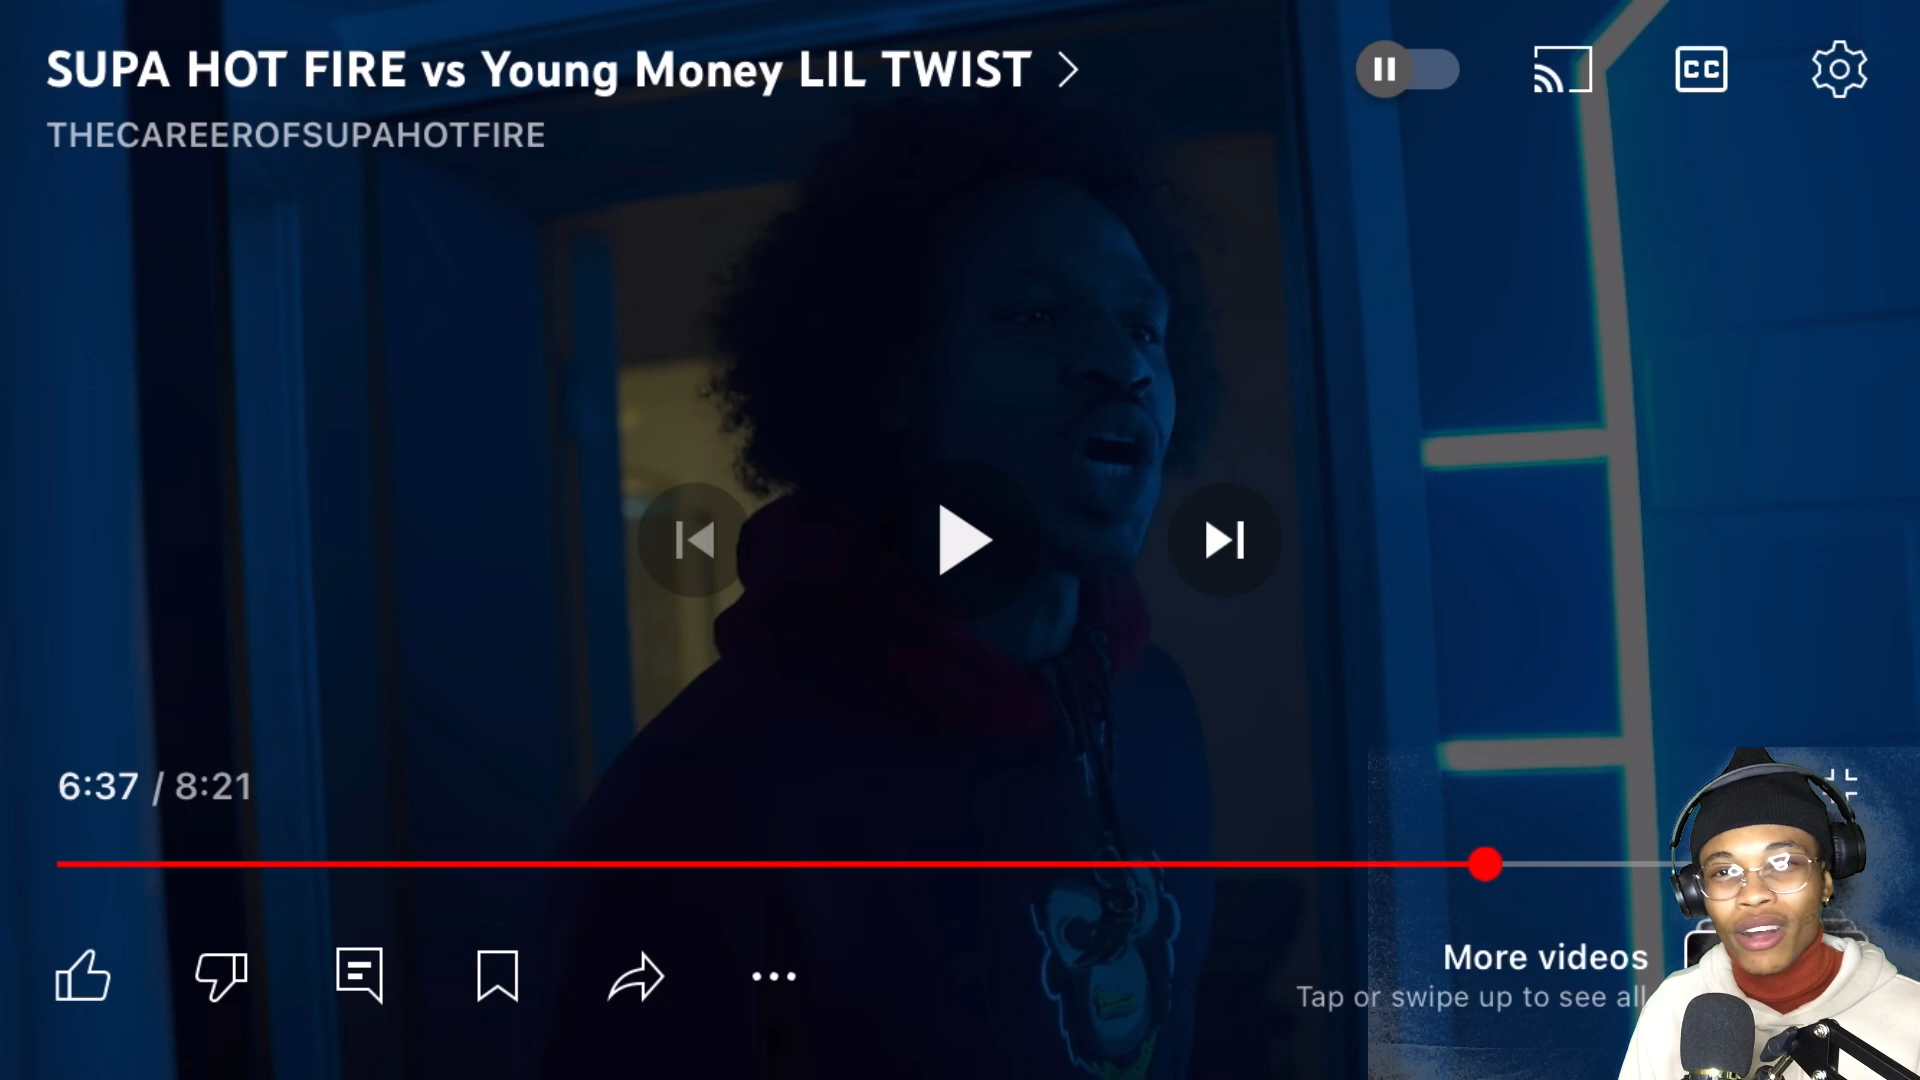 SUPA HOT FIRE vs Young Money LIL TWIST
THECAREEROFSUPAHOTFIRE
CC
6:37 / 8:21
More videos
Tap or swipe up to see all